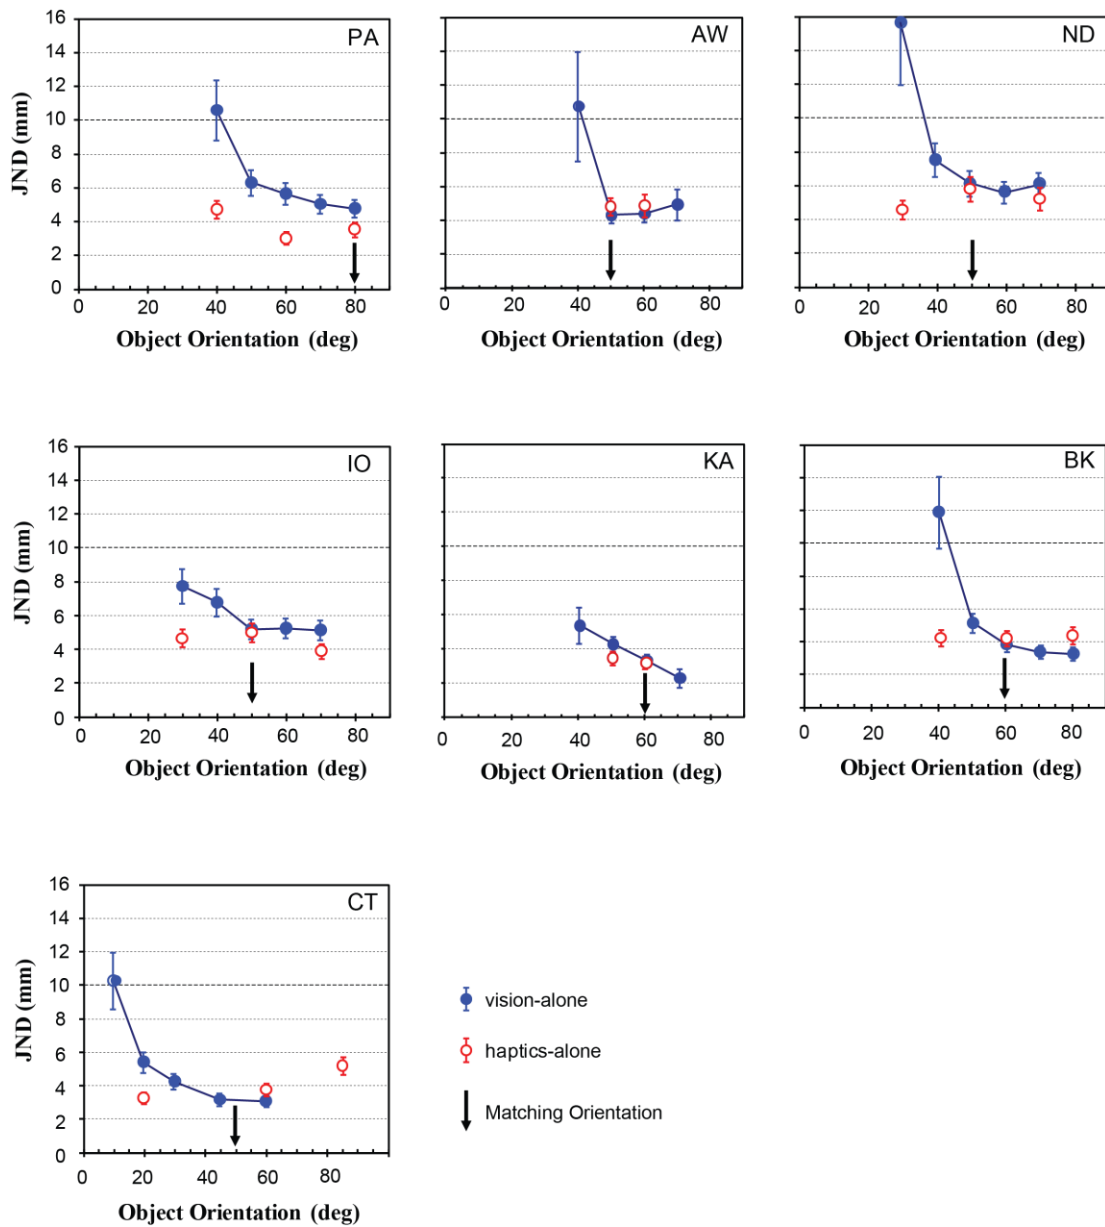 PA
16
14
12
10
8
6
4
2
0
JND (mm)
0 20 40 60 80
Object Orientation (deg)
AW
0 20 40 60 80
Object Orientation (deg)
ND
0 20 40 60 80
Object Orientation (deg)
IO
16
14
12
10
8
6
4
2
0
JND (mm)
0 20 40 60 80
Object Orientation (deg)
KA
0 20 40 60 80
Object Orientation (deg)
BK
0 20 40 60 80
Object Orientation (deg)
CT
16
14
12
10
8
6
4
2
0
JND (mm)
0 20 40 60 80
Object Orientation (deg)
vision-alone
haptics-alone
Matching Orientation